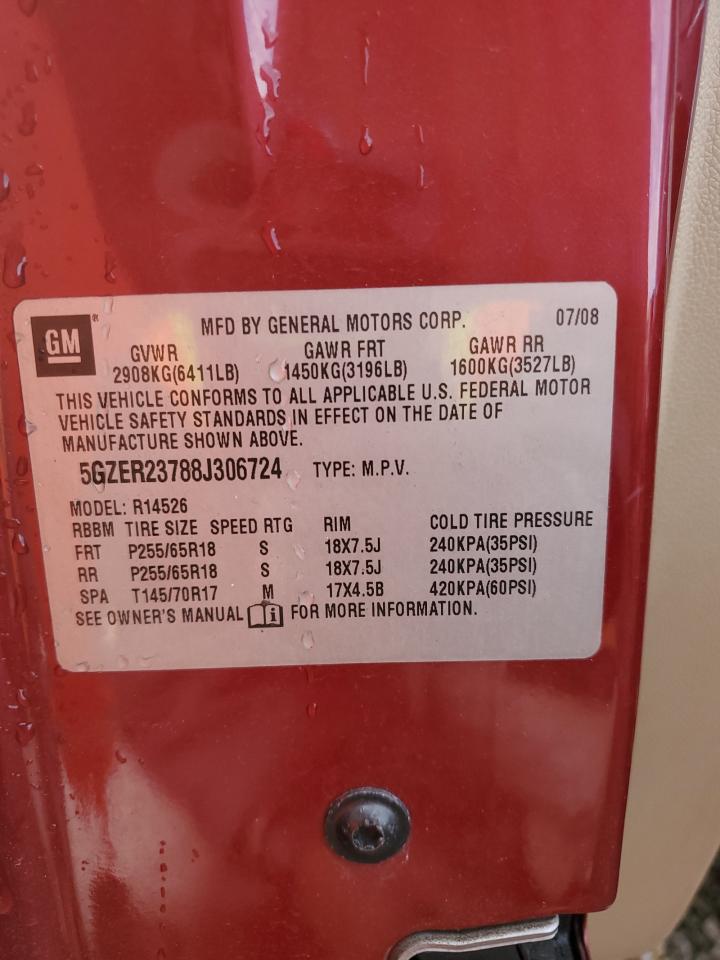 GM ® MFD BY GENERAL MOTORS CORP. 07/08
GVWR GAWR FRT GAWR RR
2908KG(6411LB) 1450KG(3196LB) 1600KG(3527LB)
THIS VEHICLE CONFORMS TO ALL APPLICABLE U.S. FEDERAL MOTOR
VEHICLE SAFETY STANDARDS IN EFFECT ON THE DATE OF
MANUFACTURE SHOWN ABOVE.
5GZER23788J306724 TYPE: M.P.V.
MODEL: R14526
RBBM TIRE SIZE SPEED RTG RIM COLD TIRE PRESSURE
FRT P255/65R18 S 18X7.5J 240KPA(35PSI)
RR P255/65R18 S 18X7.5J 240KPA(35PSI)
SPA T145/70R17 M 17X4.5B 420KPA(60PSI)
SEE OWNER'S MANUAL i FOR MORE INFORMATION.